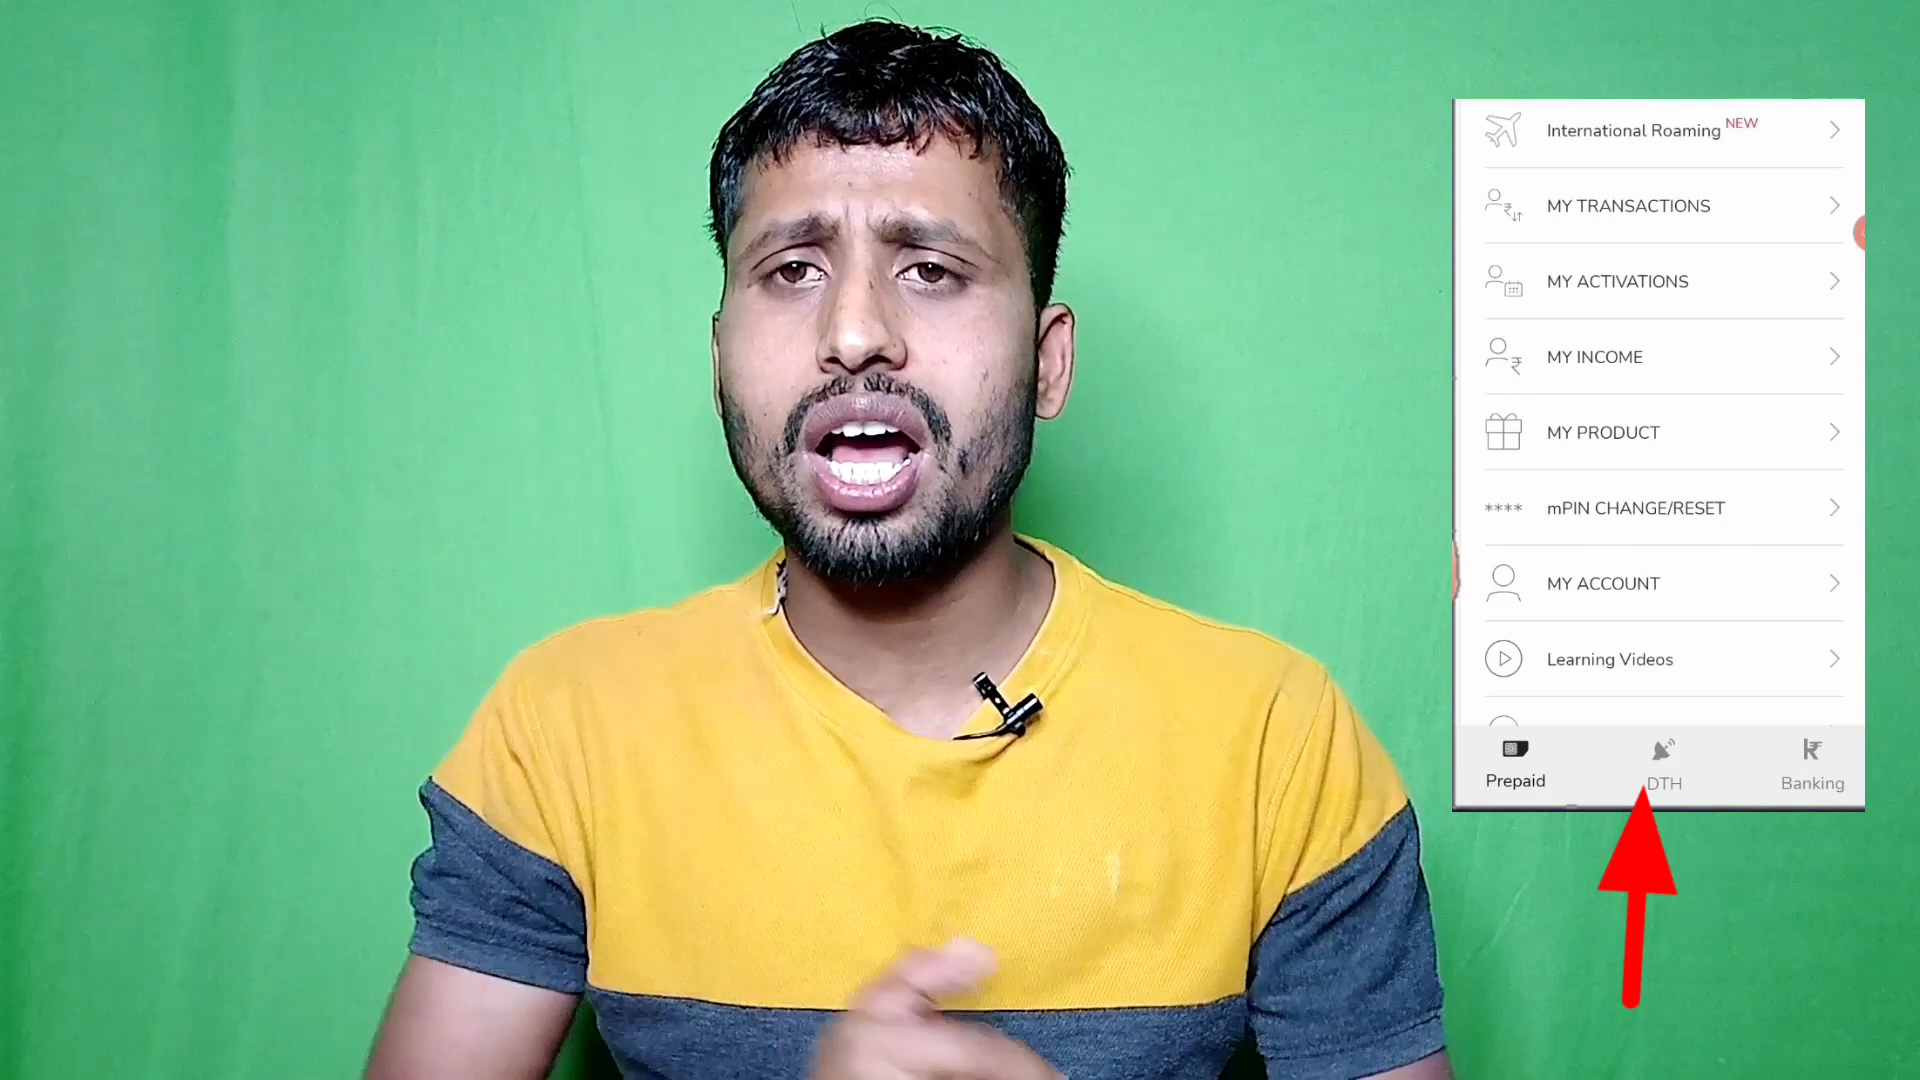 International Roaming NEW
MY TRANSACTIONS
MY ACTIVATIONS
MY INCOME
MY PRODUCT
**** mPIN CHANGE/RESET
MY ACCOUNT
Learning Videos
Prepaid DTH Banking